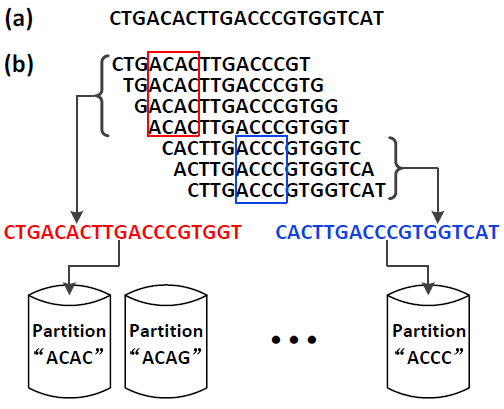 (a) CTGACACTTGACCCGTGGTCAT
(b) CTGACACTTGACCCGT
TGACACTTGACCCGTG
GACACTTGACCCGTGG
ACACTTGACCCGTGGT
CACTTGACCCGTGGTC
ACTTGACCCGTGGTCA
CTTGACCCGTGGTCAT
CTGACACTTGACCCGTGGT CACTTGACCCGTGGTCAT
Partition Partition ••• Partition
“ACAC” “ACAG” “ACCC”